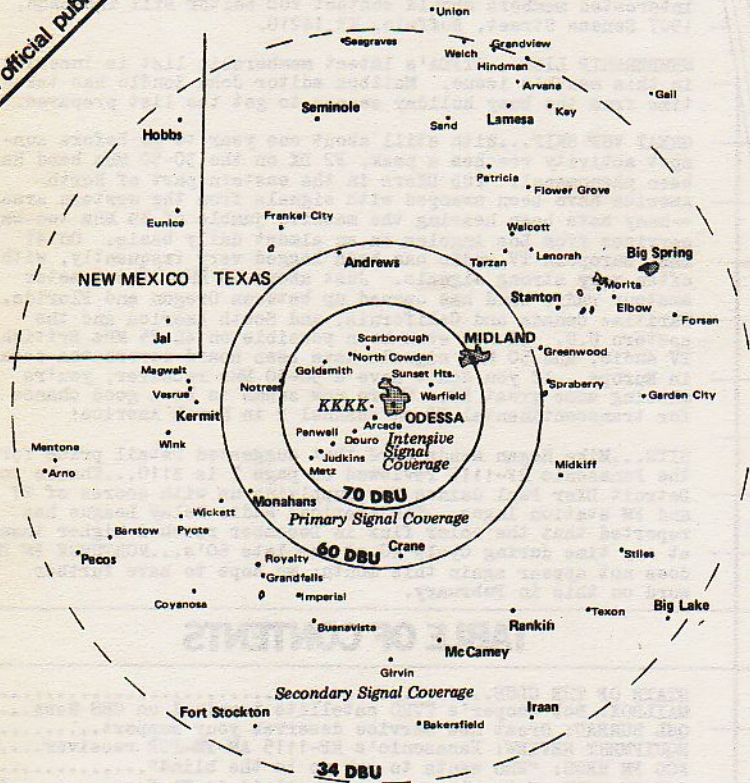 official pub
Union
Seagraves
Welch
Grandview
Hindman
Arvana
Gail
Seminole
Key
Hobbs
Sand
Lamesa
Patricia
Flower Grove
Eunice
Frankel City
Walcott
Andrews
Tarzan
Lenorah
Big Spring
NEW MEXICO
TEXAS
Morita
Stanton
Elbow
Forsan
Jal
Scarborough
MIDLAND
North Cowden
Greenwood
Magwalt
Goldsmith
Sunset Hts.
Notrees
Spraberry
Vesrue
Warfield
Garden City
KKKK
Kermit
ODESSA
Arcade
Penwell
Wink
Douro
Intensive
Signal
Coverage
Mentone
Judkins
Arno
Metz
Midkiff
70 DBU
Monahans
Wickett
Primary Signal Coverage
Barstow
Pyote
Crane
Pecos
60 DBU
Royalty
Stiles
Grandfalls
Coyanosa
Imperial
Texon
Big Lake
Buenavista
Rankin
McCamey
Girvin
Secondary Signal Coverage
Fort Stockton
Iraan
Bakersfield
34 DBU